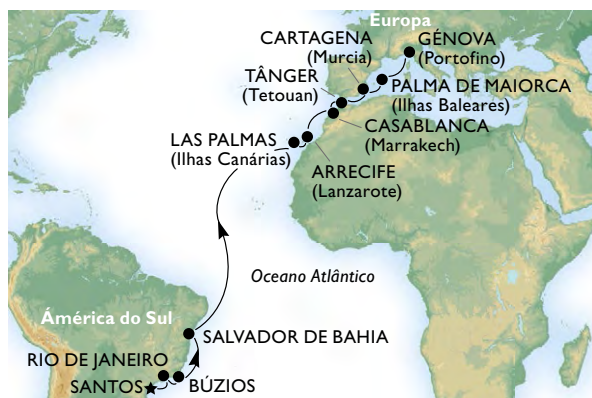 Europa
CARTAGENA
(Murcia)
GÉNOVA
(Portofino)
TÂNGER
(Tetouan)
PALMA DE MAIORCA
(Ilhas Baleares)
LAS PALMAS
(Ilhas Canárias)
CASABLANCA
(Marrakech)
ARRECIFE
(Lanzarote)
Oceano Atlântico
Ámérica do Sul
SALVADOR DE BAHIA
RIO DE JANEIRO
SANTOS
BÚZIOS